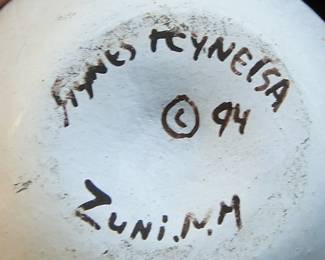 Agnes Peynetsa
© 94
Zuni. N.M